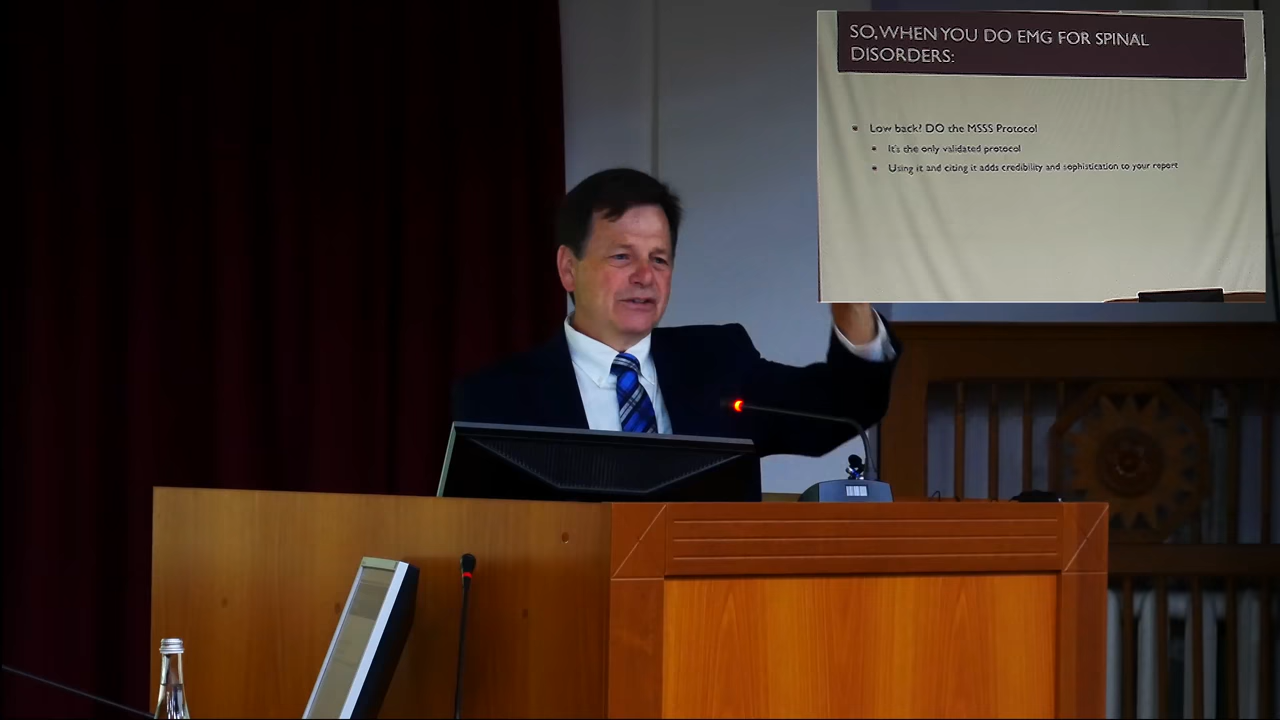 SO, WHEN YOU DO EMG FOR SPINAL
DISORDERS:
Low back? DO the MSSS Protocol
It's the only validated protocol
Using it and citing it adds credibility and sophistication to your report